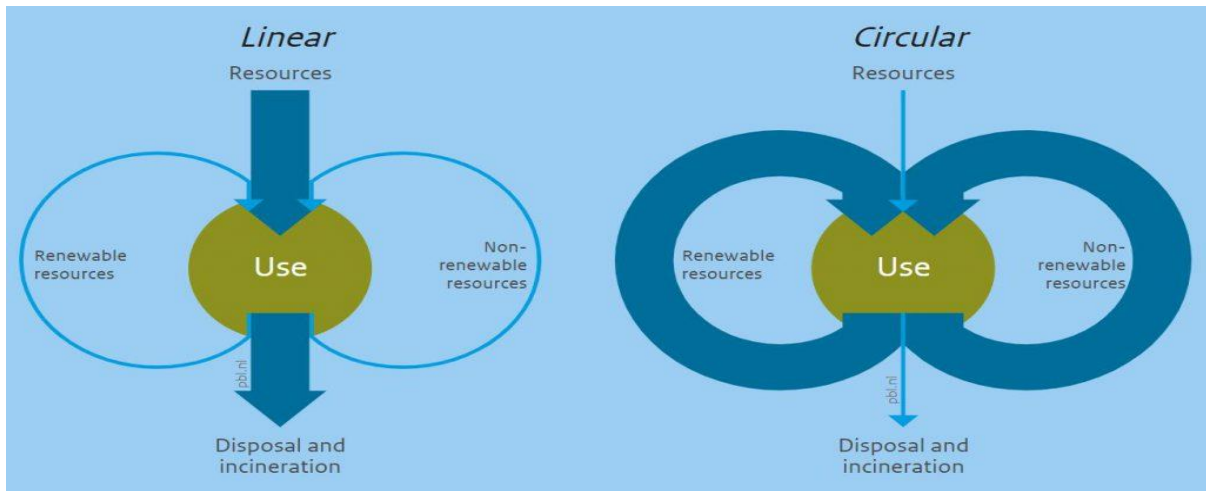 Linear
Resources
Renewable
resources
Use
Non-
renewable
resources
pbl.nl
Disposal and
incineration
Circular
Resources
Renewable
resources
Use
Non-
renewable
resources
pbl.nl
Disposal and
incineration